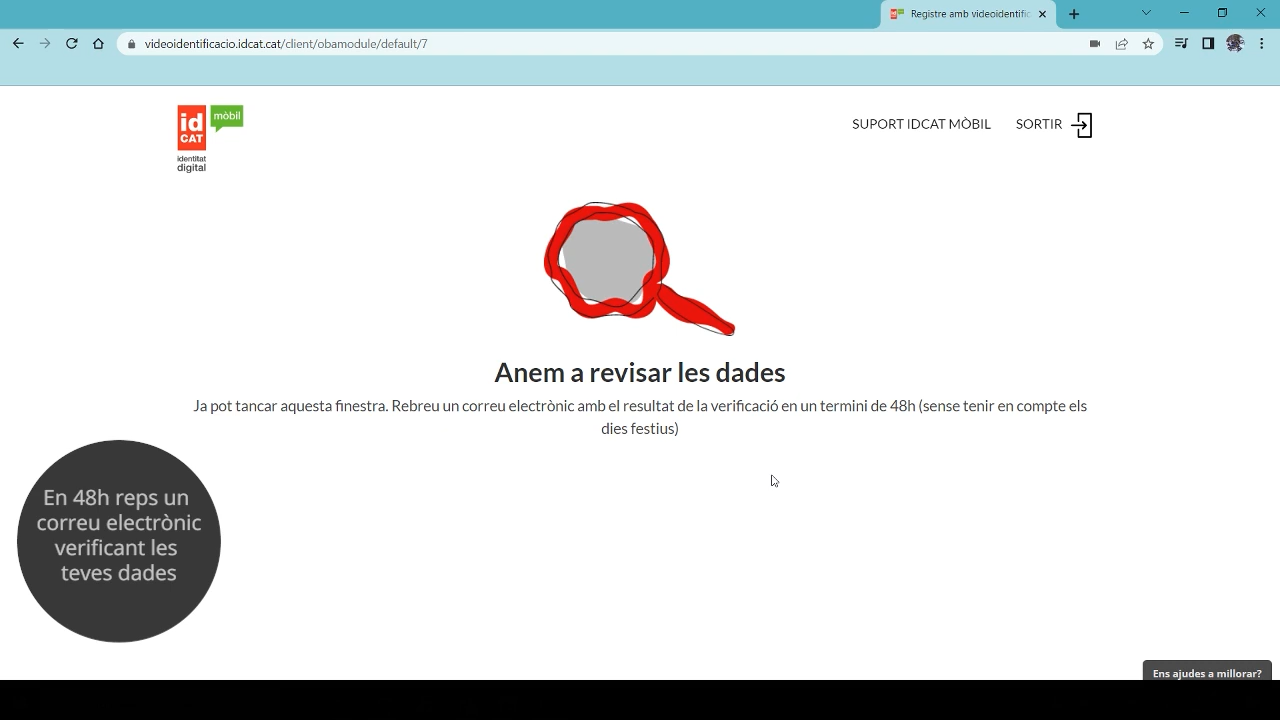 Registre amb videoidentific
videoidentificacio.idcat.cat/client/obamodule/default/7
id
CAT
mòbil
identitat
digital
SUPORT IDCAT MÒBIL
SORTIR
Anem a revisar les dades
Ja pot tancar aquesta finestra. Rebreu un correu electrònic amb el resultat de la verificació en un termini de 48h (sense tenir en compte els
dies festius)
En 48h reps un
correu electrònic
verificant les
teves dades
Ens ajudes a millorar?